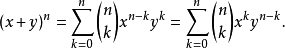 (x + y)^n = \sum_{k=0}^{n} \binom{n}{k} x^{n-k} y^k = \sum_{k=0}^{n} \binom{n}{k} x^k y^{n-k}.